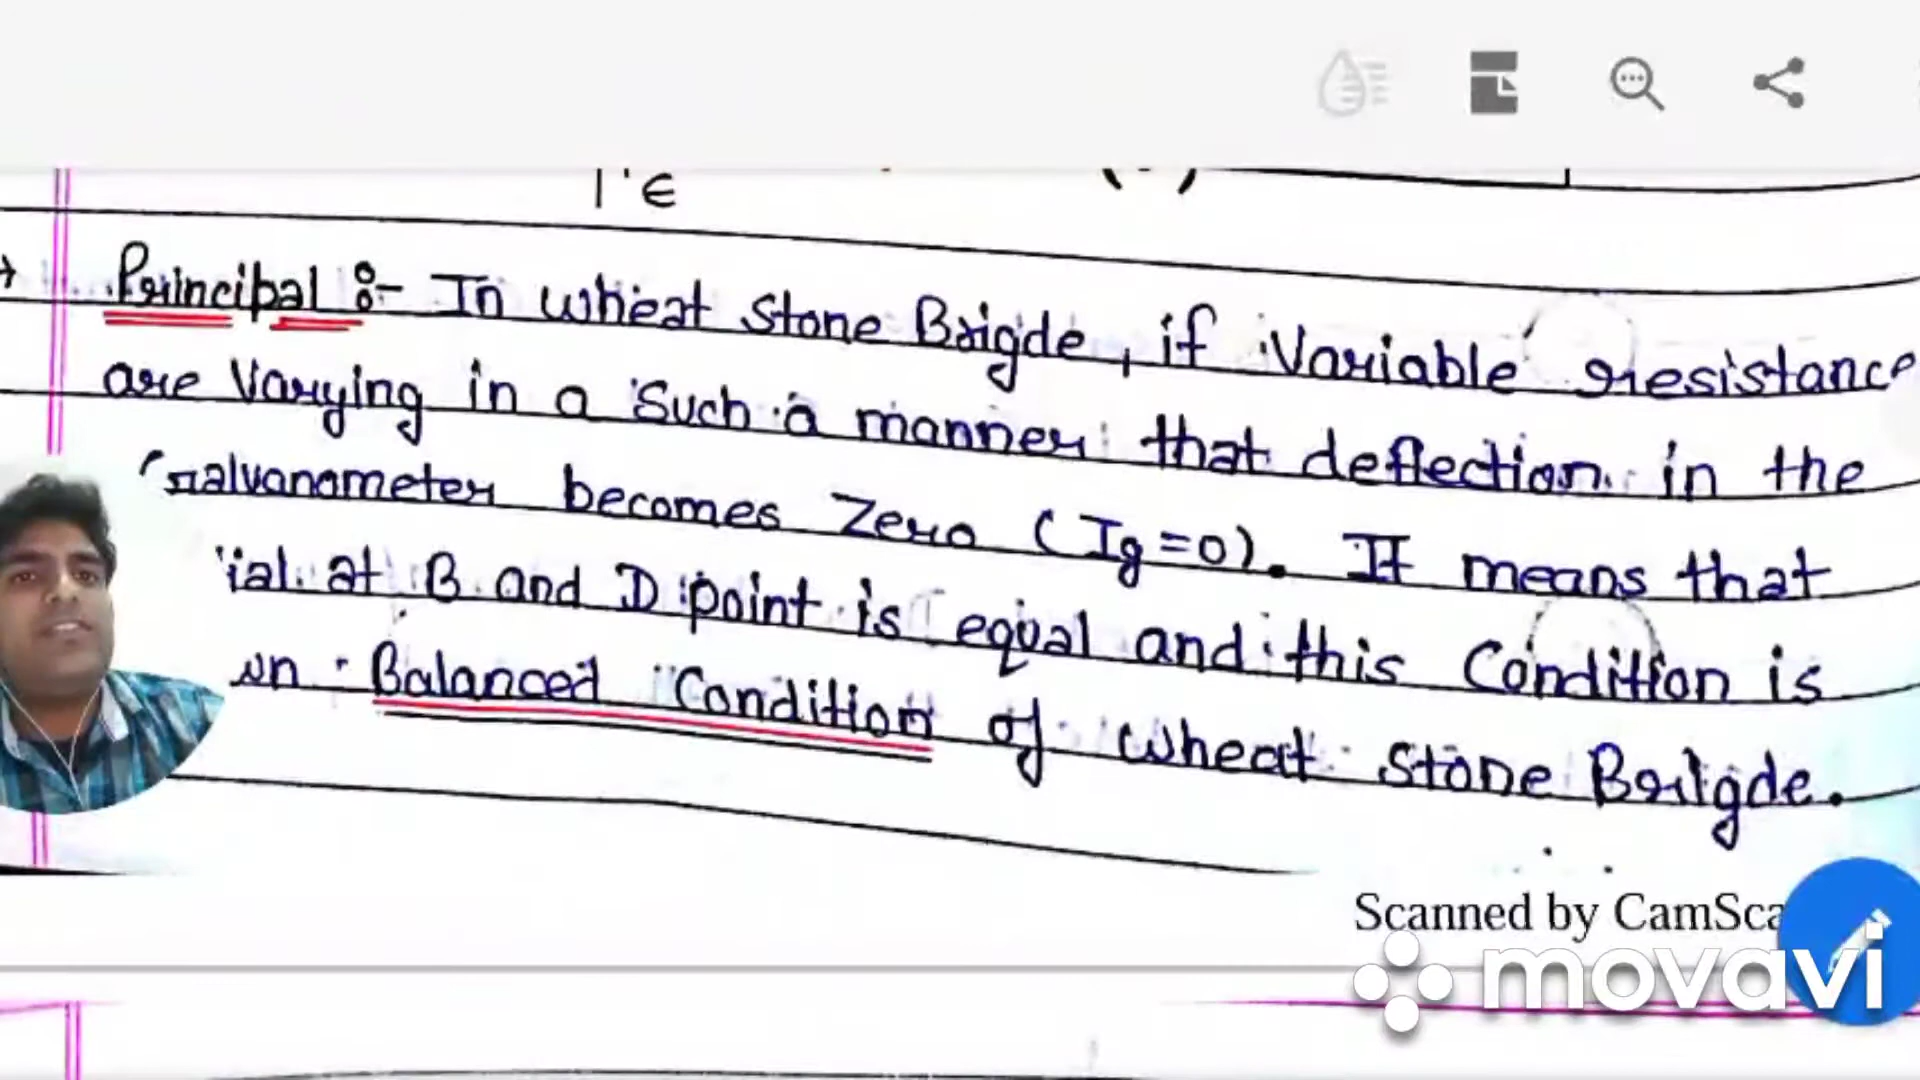 Principal :- In wheat Stone Brigde, if Variable resistance
are Varying in a Such a manner that deflection in the
Galvanometer becomes Zero (Ig=0). It means that
ial at B and D point is equal and this Condition is
wn Balanced Condition of wheat Stone Brigde.
Scanned by CamSca
movavi